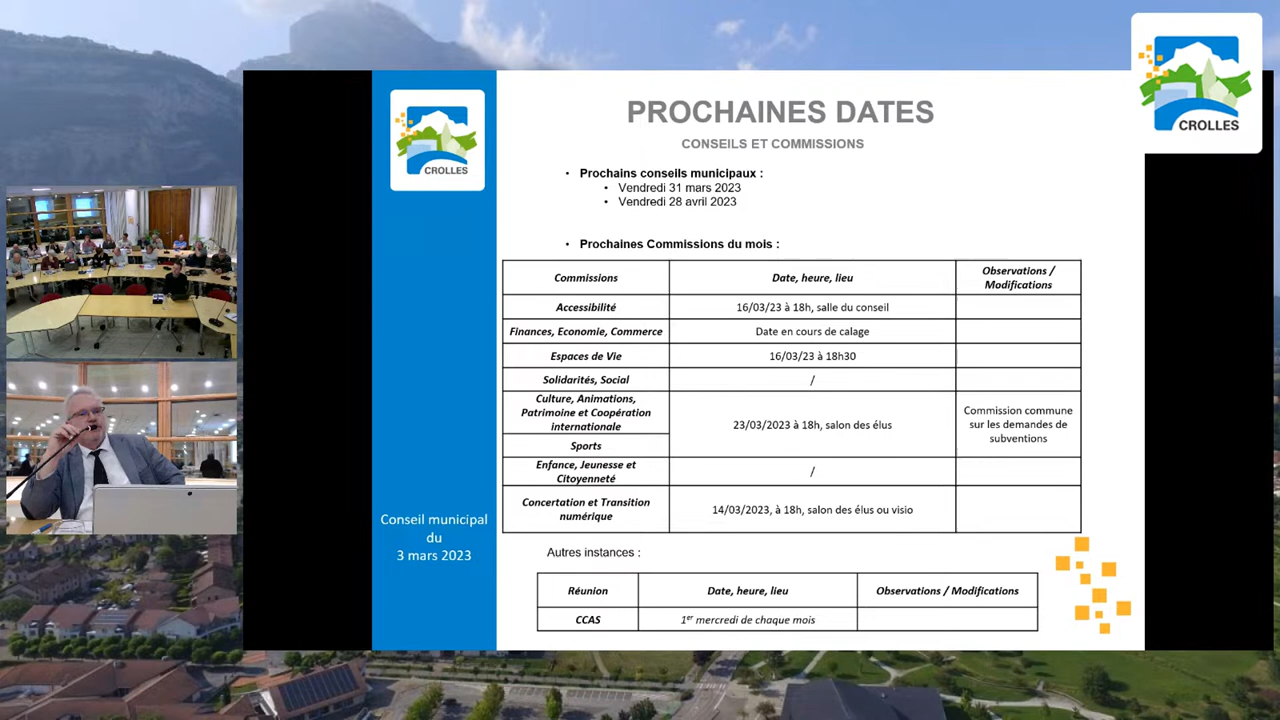 CROLLES
CROLLES
PROCHAINES DATES
CONSEILS ET COMMISSIONS
• Prochains conseils municipaux :
• Vendredi 31 mars 2023
• Vendredi 28 avril 2023
• Prochaines Commissions du mois :
Commissions Date, heure, lieu Observations /
Modifications
Accessibilité 16/03/23 à 18h, salle du conseil
Finances, Economie, Commerce Date en cours de calage
Espaces de Vie 16/03/23 à 18h30
Solidarités, Social /
Culture, Animations,
Patrimoine et Coopération
internationale
Sports
23/03/2023 à 18h, salon des élus
Commission commune
sur les demandes de
subventions
Enfance, Jeunesse et
Citoyenneté
/
Concertation et Transition
numérique
14/03/2023, à 18h, salon des élus ou visio
Autres instances :
Réunion Date, heure, lieu Observations / Modifications
CCAS 1er mercredi de chaque mois
Conseil municipal
du
3 mars 2023